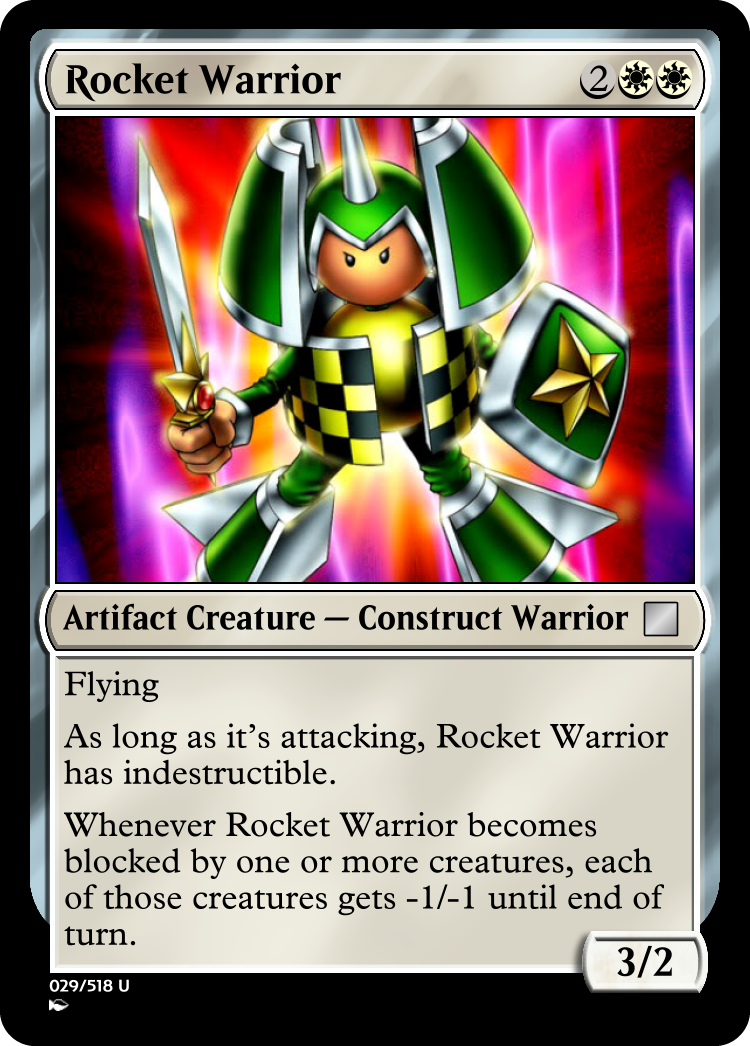 Rocket Warrior 2
Artifact Creature — Construct Warrior
Flying
As long as it's attacking, Rocket Warrior
has indestructible.
Whenever Rocket Warrior becomes
blocked by one or more creatures, each
of those creatures gets -1/-1 until end of
turn.
3/2
029/518 U